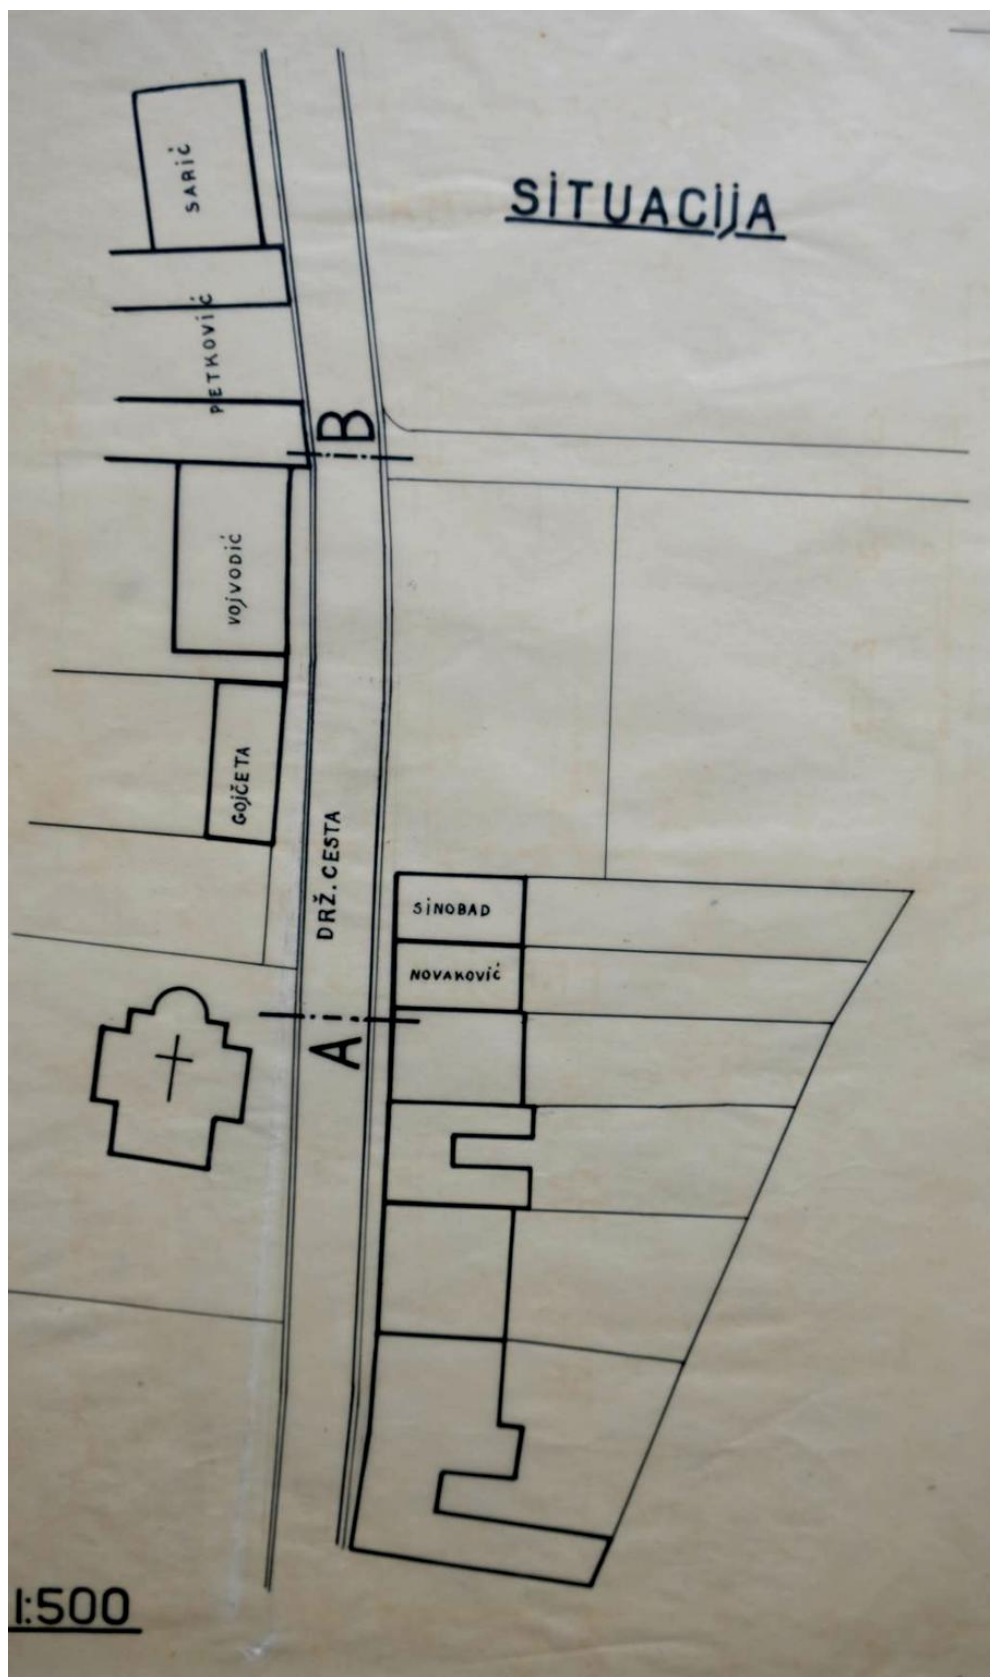 SARIĆ
SITUACIJA
PETKOVIĆ
B
VOJVODIĆ
GOJČETA
DRŽ. CESTA
SINOBAD
NOVAKOVIĆ
A
1:500